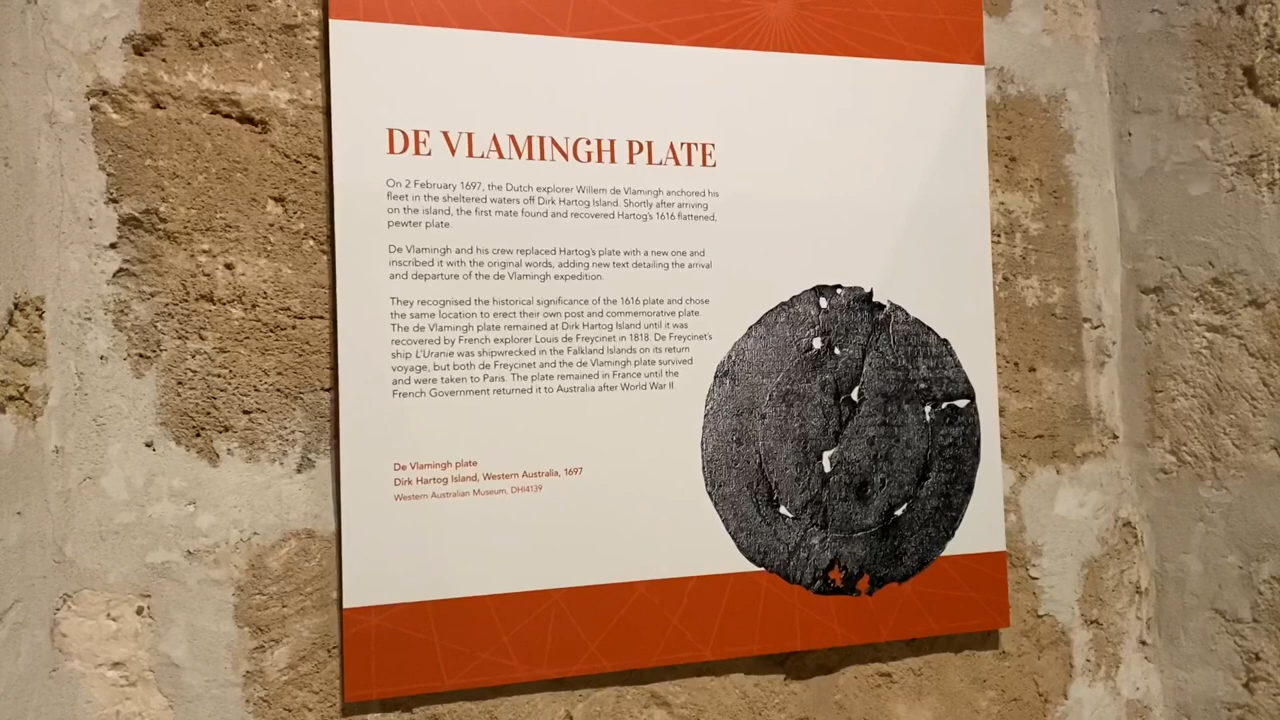 DE VLAMINGH PLATE
On 2 February 1697, the Dutch explorer Willem de Vlamingh anchored his
fleet in the sheltered waters off Dirk Hartog Island. Shortly after arriving
on the island, the first mate found and recovered Hartog's 1616 flattened,
pewter plate.
De Vlamingh and his crew replaced Hartog's plate with a new one and
inscribed it with the original words, adding new text detailing the arrival
and departure of the de Vlamingh expedition.
They recognised the historical significance of the 1616 plate and chose
the same location to erect their own post and commemorative plate.
The de Vlamingh plate remained at Dirk Hartog Island until it was
recovered by French explorer Louis de Freycinet in 1818. De Freycinet's
ship L'Uranie was shipwrecked in the Falkland Islands on its return
voyage, but both de Freycinet and the de Vlamingh plate survived
and were taken to Paris. The plate remained in France until the
French Government returned it to Australia after World War II.
De Vlamingh plate
Dirk Hartog Island, Western Australia, 1697
Western Australian Museum, DHI4139